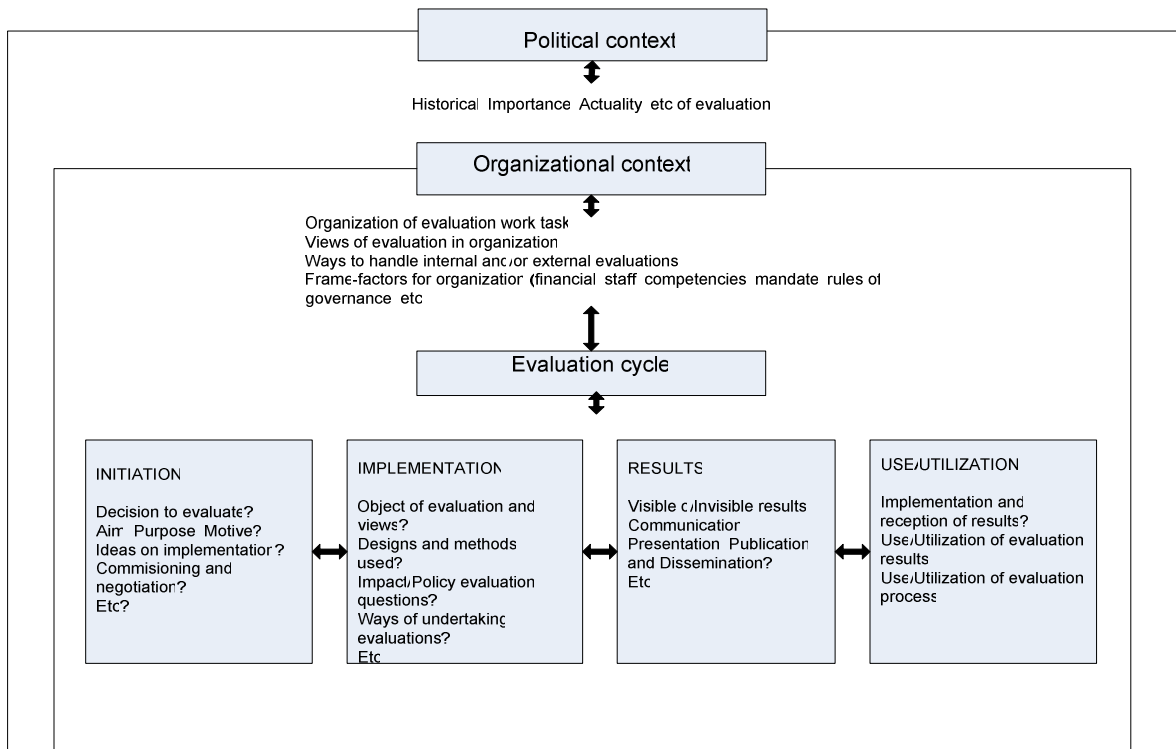 Political context
Historical Importance Actuality etc of evaluation
Organizational context
Organization of evaluation work task
Views of evaluation in organization
Ways to handle internal and/or external evaluations
Frame-factors for organization (financial staff competencies mandate rules of
governance etc
Evaluation cycle
INITIATION
Decision to evaluate?
Aim Purpose Motive?
Ideas on implementation?
Commisioning and
negotiation?
Etc?
IMPLEMENTATION
Object of evaluation and
views?
Designs and methods
used?
Impact/Policy evaluation
questions?
Ways of undertaking
evaluations?
Etc
RESULTS
Visible o/Invisible results
Communication
Presentation Publication
and Dissemination?
Etc
USE/UTILIZATION
Implementation and
reception of results?
Use/Utilization of evaluation
results
Use/Utilization of evaluation
process